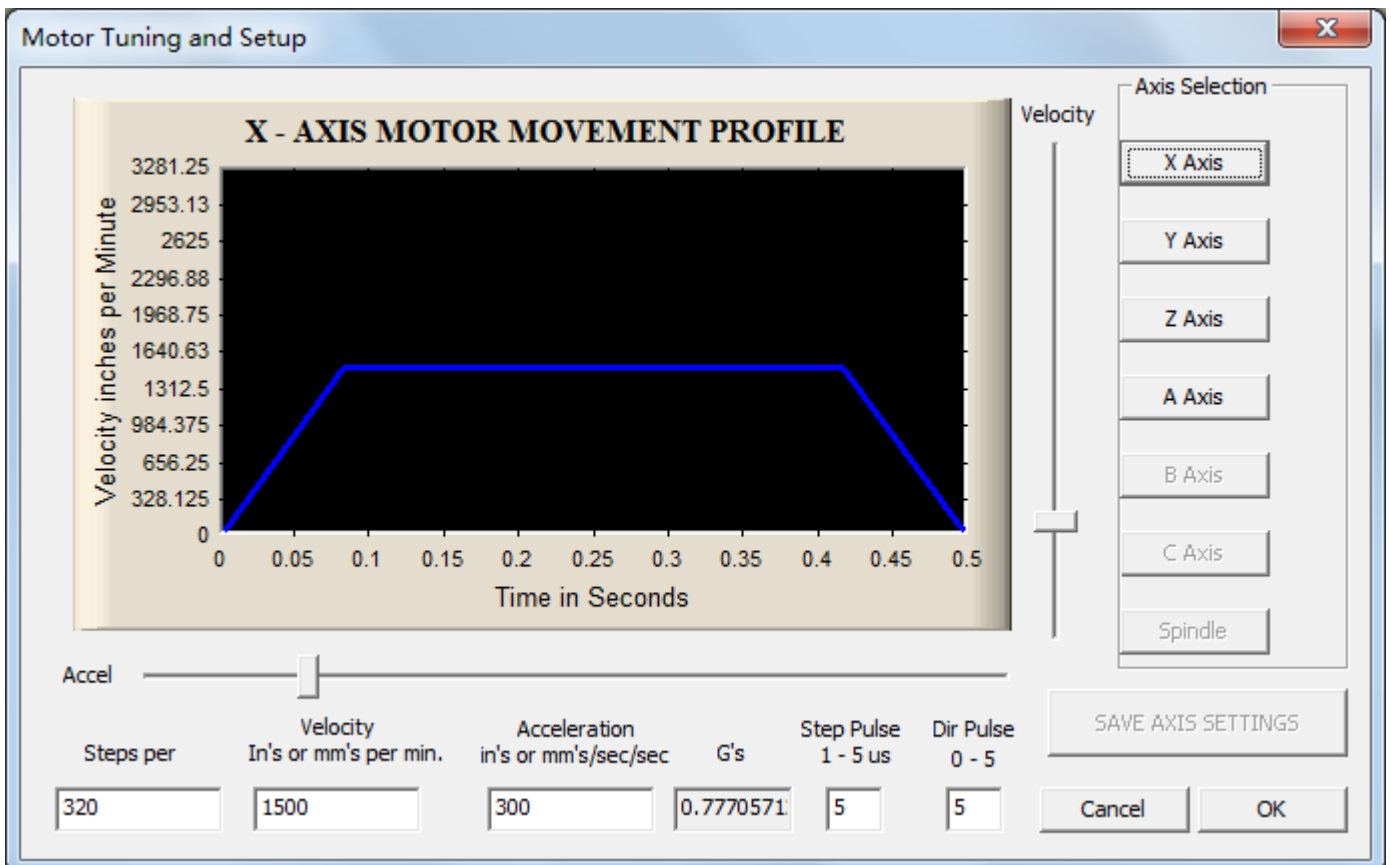 Motor Tuning and Setup
X - AXIS MOTOR MOVEMENT PROFILE
Velocity inches per Minute
3281.25
2953.13
2625
2296.88
1968.75
1640.63
1312.5
984.375
656.25
328.125
0
0 0.05 0.1 0.15 0.2 0.25 0.3 0.35 0.4 0.45 0.5
Time in Seconds
Velocity
Axis Selection
X Axis
Y Axis
Z Axis
A Axis
B Axis
C Axis
Spindle
Accel
Steps per
Velocity
In's or mm's per min.
Acceleration
in's or mm's/sec/sec
G's
Step Pulse
1 - 5 us
Dir Pulse
0 - 5
SAVE AXIS SETTINGS
320
1500
300
0.7770571
5
5
Cancel
OK